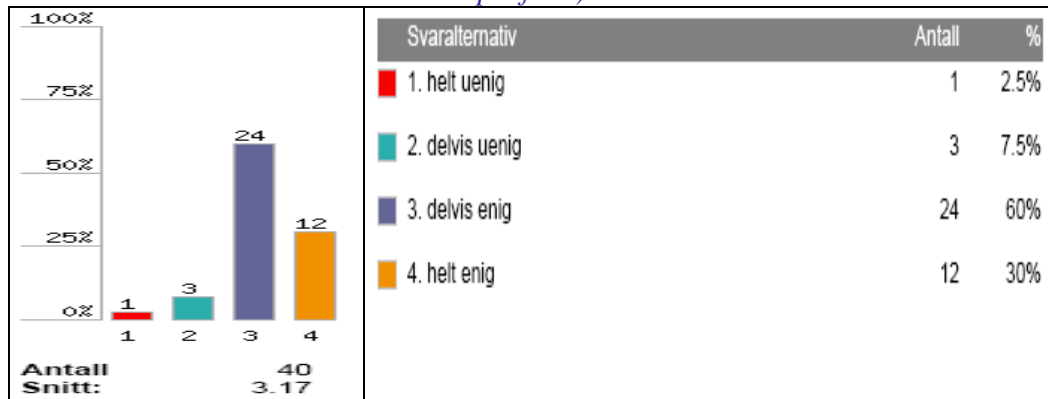 100%
75%
50%
25%
0%
1
3
24
12
1 2 3 4
Antall 40
Snitt: 3.17
Svaralternativ Antall %
1. helt uenig 1 2.5%
2. delvis uenig 3 7.5%
3. delvis enig 24 60%
4. helt enig 12 30%